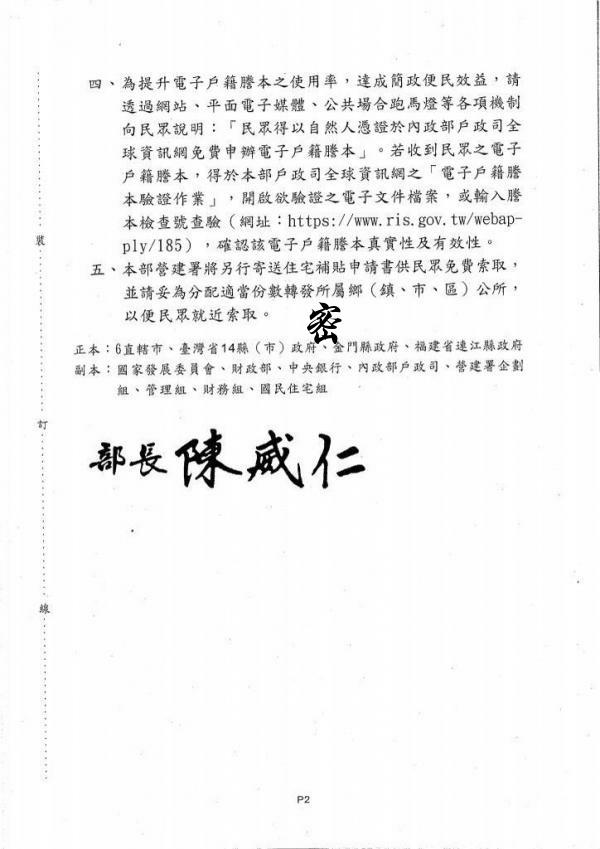 四、為提升電子戶籍謄本之使用率，達成簡政便民效益，請
透過網站、平面電子媒體、公共場合跑馬燈等各項機制
向民眾說明：「民眾得以自然人憑證於內政部戶政司全
球資訊網免費申辦電子戶籍謄本」。若收到民眾之電子
戶籍謄本，得於本部戶政司全球資訊網之「電子戶籍謄
本驗證作業」，開啟欲驗證之電子文件檔案，或輸入謄
本檢查號查驗（網址：https://www.ris.gov.tw/webap-
ply/185），確認該電子戶籍謄本真實性及有效性。
五、本部營建署將另行寄送住宅補貼申請書供民眾免費索取，
並請妥為分配適當份數轉發所屬鄉（鎮、市、區）公所，
以便民眾就近索取。
密
正本：6直轄市、臺灣省14縣（市）政府、金門縣政府、福建省連江縣政府
副本：國家發展委員會、財政部、中央銀行、內政部戶政司、營建署企劃
組、管理組、財務組、國民住宅組
部長 陳威仁
裝
訂
線
P2